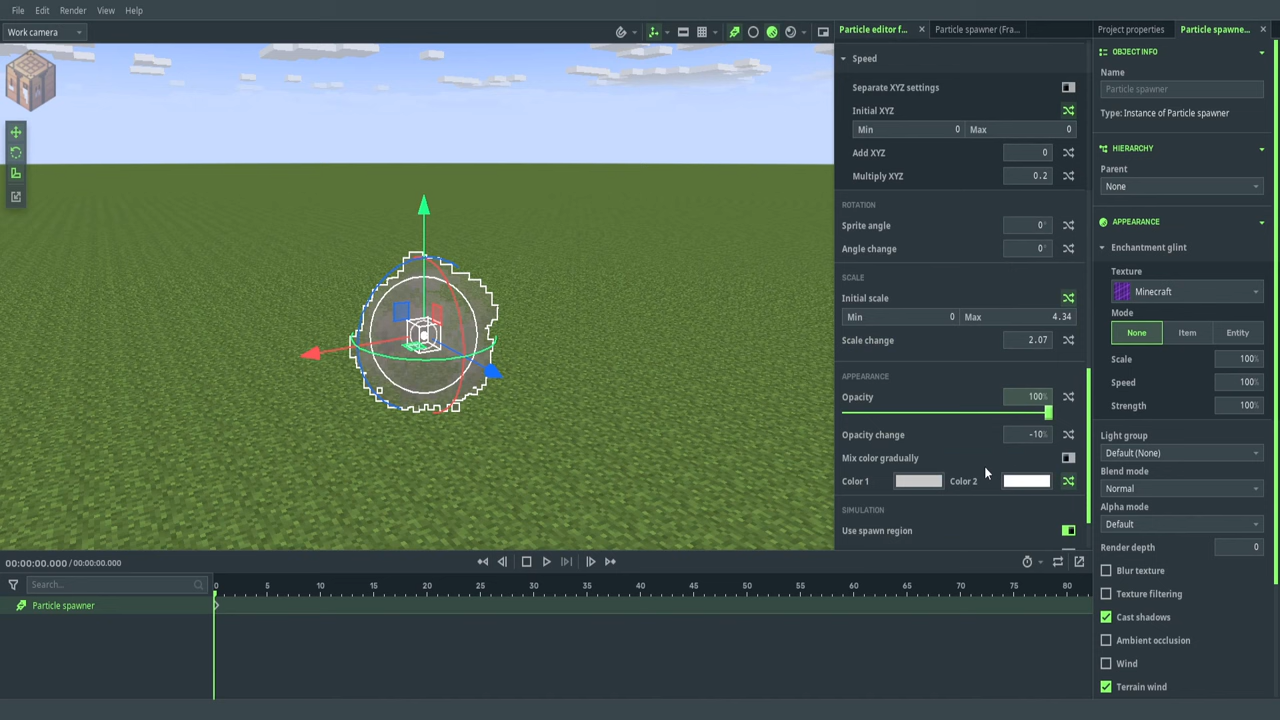 File Edit Render View Help
Work camera
Particle editor f...
Particle spawner (Fra...
Speed
Separate XYZ settings
Initial XYZ
Min 0 Max 0
Add XYZ 0
Multiply XYZ 0.2
ROTATION
Sprite angle 0°
Angle change 0°
SCALE
Initial scale
Min 0 Max 4.34
Scale change 2.07
APPEARANCE
Opacity 100%
Opacity change -10%
Mix color gradually
Color 1 Color 2
SIMULATION
Use spawn region
Project properties
Particle spawne...
OBJECT INFO
Name
Particle spawner
Type: Instance of Particle spawner
HIERARCHY
Parent
None
APPEARANCE
Enchantment glint
Texture
Minecraft
Mode
None Item Entity
Scale 100%
Speed 100%
Strength 100%
Light group
Default (None)
Blend mode
Normal
Alpha mode
Default
Render depth 0
Blur texture
Texture filtering
Cast shadows
Ambient occlusion
Wind
Terrain wind
00:00:00.000 / 00:00:00.000
Search...
0 5 10 15 20 25 30 35 40 45 50 55 60 65 70 75 80
Particle spawner